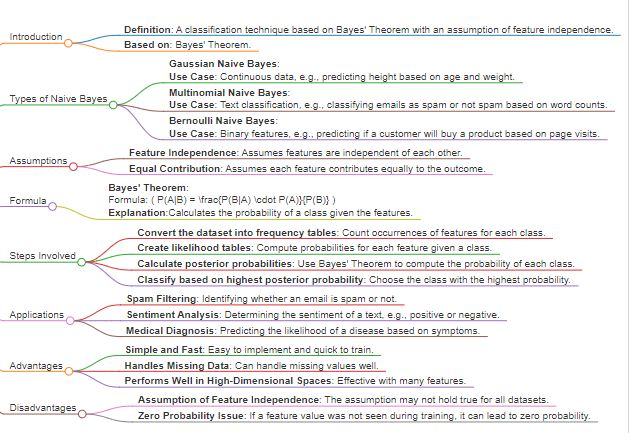 Introduction
Definition: A classification technique based on Bayes' Theorem with an assumption of feature independence.
Based on: Bayes' Theorem.
Types of Naive Bayes
Gaussian Naive Bayes:
Use Case: Continuous data, e.g., predicting height based on age and weight.
Multinomial Naive Bayes:
Use Case: Text classification, e.g., classifying emails as spam or not spam based on word counts.
Bernoulli Naive Bayes:
Use Case: Binary features, e.g., predicting if a customer will buy a product based on page visits.
Assumptions
Feature Independence: Assumes features are independent of each other.
Equal Contribution: Assumes each feature contributes equally to the outcome.
Formula
Bayes' Theorem:
Formula: ( P(A|B) = \frac{P(B|A) \cdot P(A)}{P(B)} )
Explanation:Calculates the probability of a class given the features.
Steps Involved
Convert the dataset into frequency tables: Count occurrences of features for each class.
Create likelihood tables: Compute probabilities for each feature given a class.
Calculate posterior probabilities: Use Bayes' Theorem to compute the probability of each class.
Classify based on highest posterior probability: Choose the class with the highest probability.
Applications
Spam Filtering: Identifying whether an email is spam or not.
Sentiment Analysis: Determining the sentiment of a text, e.g., positive or negative.
Medical Diagnosis: Predicting the likelihood of a disease based on symptoms.
Advantages
Simple and Fast: Easy to implement and quick to train.
Handles Missing Data: Can handle missing values well.
Performs Well in High-Dimensional Spaces: Effective with many features.
Disadvantages
Assumption of Feature Independence: The assumption may not hold true for all datasets.
Zero Probability Issue: If a feature value was not seen during training, it can lead to zero probability.